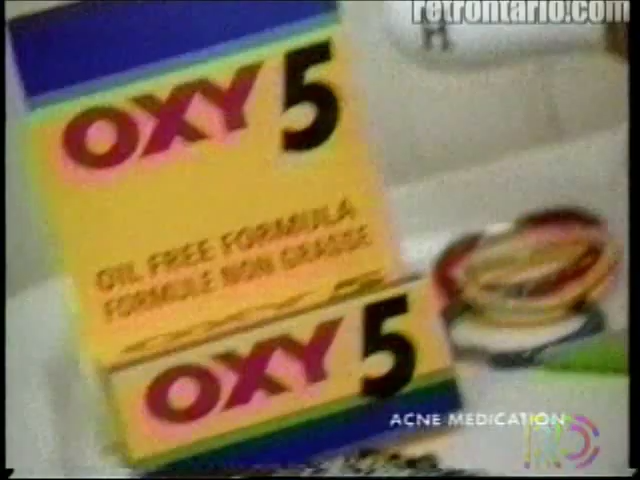 retrontario.com
H
OXY 5
OIL FREE FORMULA
FORMULE NON GRASSE
OXY 5
ACNE MEDICATION